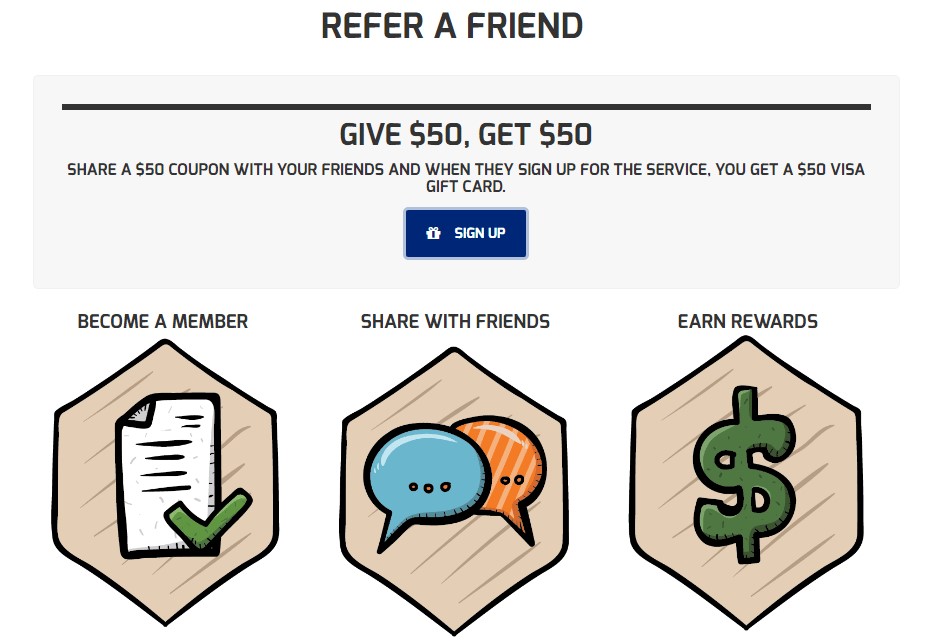 REFER A FRIEND
GIVE $50, GET $50
SHARE A $50 COUPON WITH YOUR FRIENDS AND WHEN THEY SIGN UP FOR THE SERVICE, YOU GET A $50 VISA
GIFT CARD.
SIGN UP
BECOME A MEMBER
SHARE WITH FRIENDS
EARN REWARDS
$